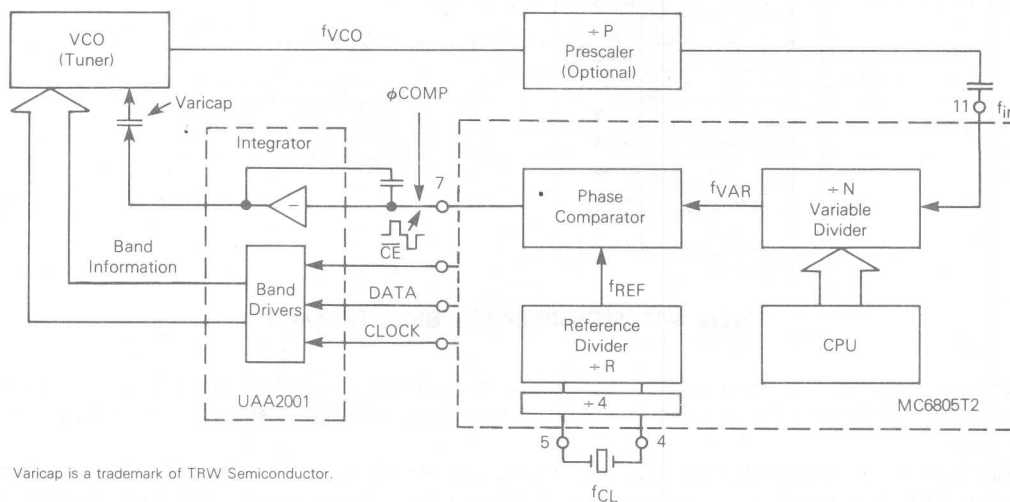 VCO
(Tuner)
fVCO
÷ P
Prescaler
(Optional)
Varicap
φCOMP
11
fin
Integrator
7
−
CE
Phase
Comparator
fVAR
÷ N
Variable
Divider
Band
Information
Band
Drivers
DATA
CLOCK
fREF
Reference
Divider
÷ R
CPU
÷ 4
UAA2001
MC6805T2
5
4
fCL
Varicap is a trademark of TRW Semiconductor.